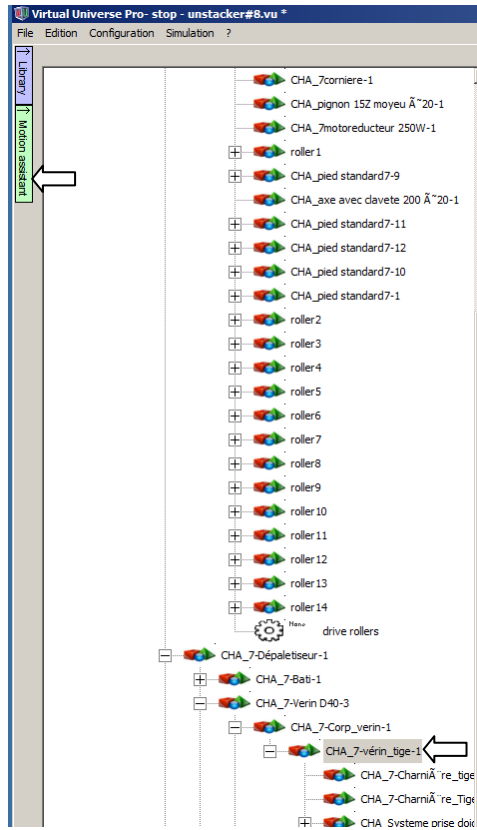 Virtual Universe Pro- stop - unstacker#8.vu *
File Edition Configuration Simulation ?
↑ Library
↑ Motion assistant
CHA_7corniere-1
CHA_pignon 15Z moyeu Ã˜20-1
CHA_7motoreducteur 250W-1
roller1
CHA_pied standard7-9
CHA_axe avec clavete 200 Ã˜20-1
CHA_pied standard7-11
CHA_pied standard7-12
CHA_pied standard7-10
CHA_pied standard7-1
roller2
roller3
roller4
roller5
roller6
roller7
roller8
roller9
roller10
roller11
roller12
roller13
roller14
drive rollers
CHA_7-Dépaletiseur-1
CHA_7-Bati-1
CHA_7-Verin D40-3
CHA_7-Corp_verin-1
CHA_7-vérin_tige-1
CHA_7-CharniÃ¨re_tige
CHA_7-CharniÃ¨re_Tige
CHA_Systeme prise doig